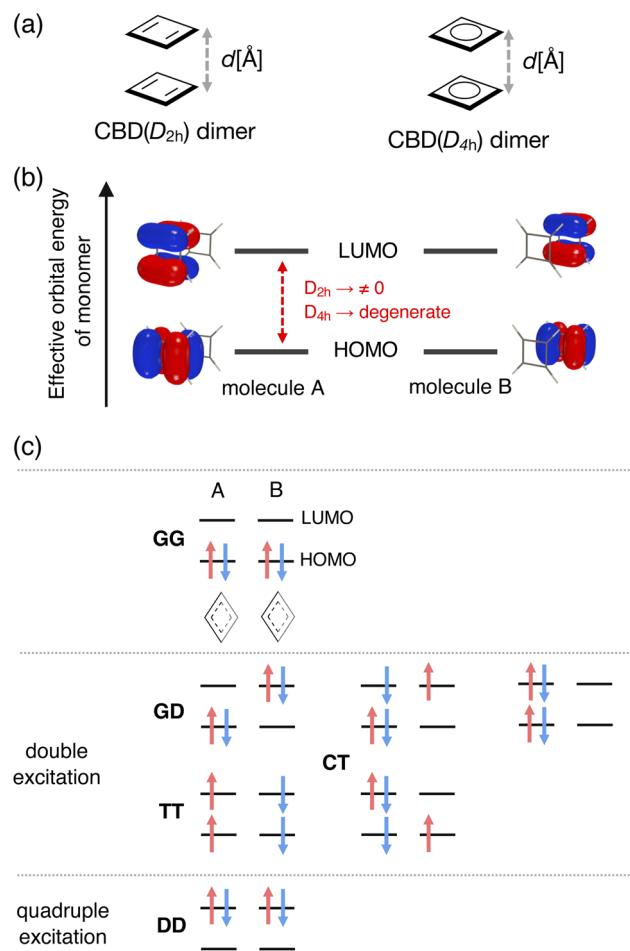 (a)
d[Å]
d[Å]
CBD(D2h) dimer
CBD(D4h) dimer
(b)
Effective orbital energy
of monomer
LUMO
D2h → ≠ 0
D4h → degenerate
HOMO
molecule A
molecule B
(c)
A B
LUMO
GG
HOMO
GD
double
excitation
CT
TT
quadruple
excitation
DD